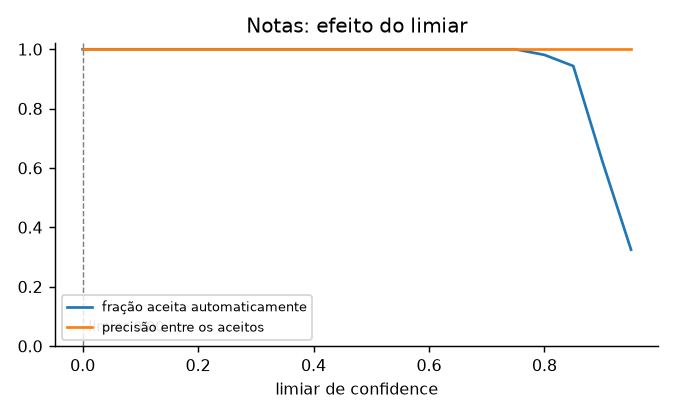 Notas: efeito do limiar
1.0
0.8
0.6
0.4
0.2
0.0
fração aceita automaticamente
precisão entre os aceitos
0.0 0.2 0.4 0.6 0.8
limiar de confidence